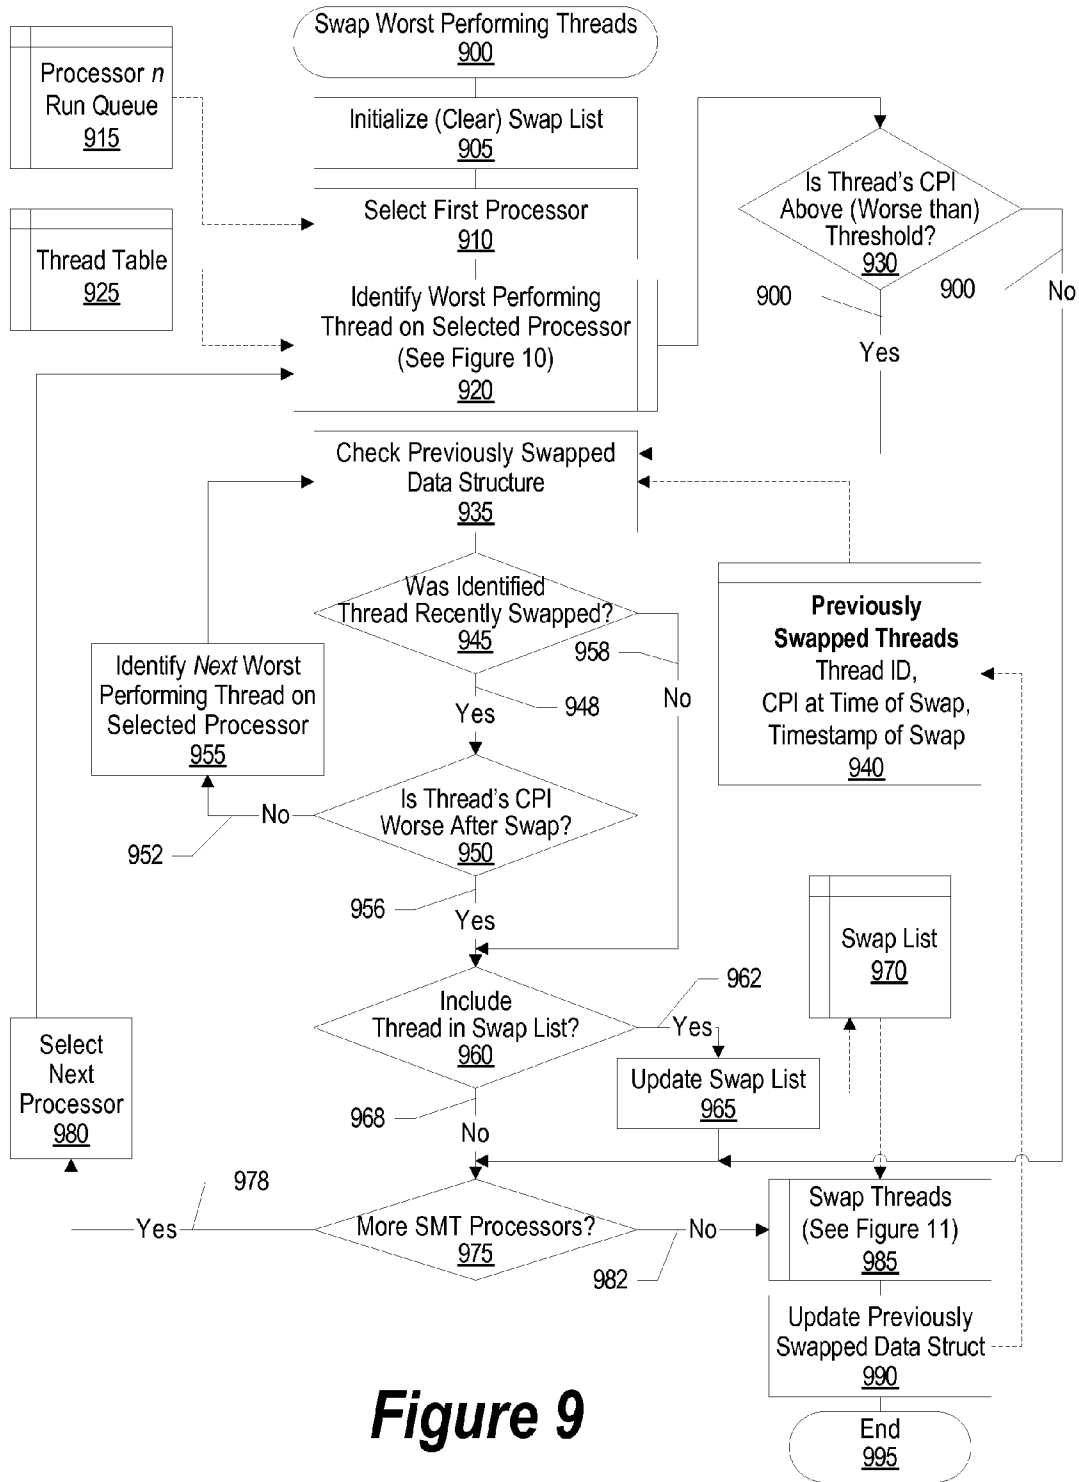 Swap Worst Performing Threads
900
Processor n
Run Queue
915
Initialize (Clear) Swap List
905
Select First Processor
910
Is Thread's CPI
Above (Worse than)
Threshold?
930
Thread Table
925
Identify Worst Performing
Thread on Selected Processor
(See Figure 10)
920
900
900
No
Yes
Check Previously Swapped
Data Structure
935
Was Identified
Thread Recently Swapped?
945
958
No
948
Yes
Previously
Swapped Threads
Thread ID,
CPI at Time of Swap,
Timestamp of Swap
940
Identify Next Worst
Performing Thread on
Selected Processor
955
Is Thread's CPI
Worse After Swap?
950
No
952
956
Yes
Swap List
970
Include
Thread in Swap List?
960
962
Yes
Update Swap List
965
968
No
Select
Next
Processor
980
978
Yes
More SMT Processors?
975
No
982
Swap Threads
(See Figure 11)
985
Update Previously
Swapped Data Struct
990
End
995
Figure 9